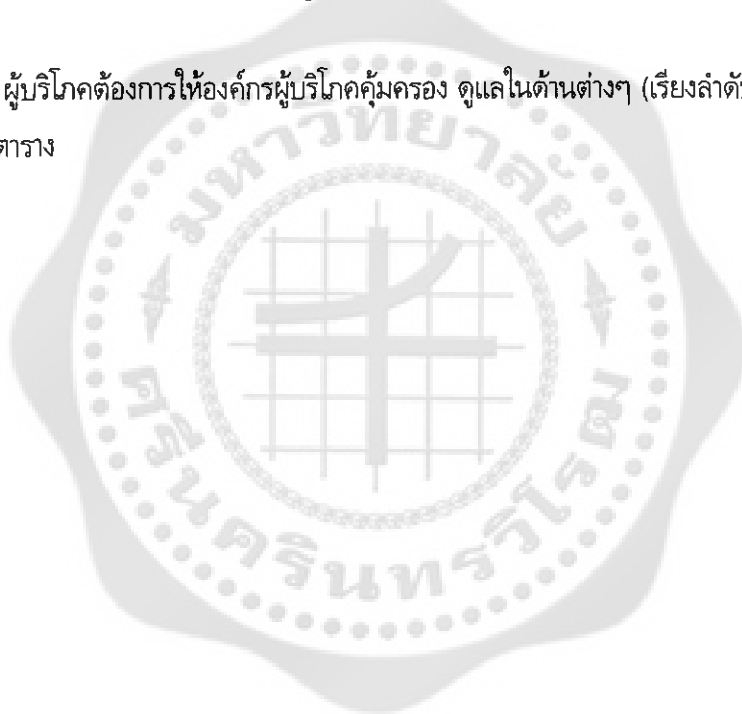 ผู้บริโภคต้องการให้องค์กรผู้บริโภคคุ้มครอง ดูแลในด้านต่างๆ (เรียงลำดั
ตาราง
มหาวิทยาลัย
ศรีนครินทรวิโรฒ